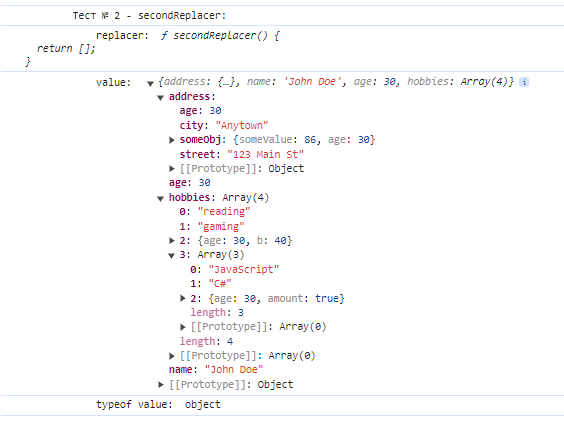 Тест № 2 - secondReplacer:
replacer: ƒ secondReplacer() {
return [];
}
value: ▼ {address: {…}, name: 'John Doe', age: 30, hobbies: Array(4)} i
▼ address:
age: 30
city: "Anytown"
▶ someObj: {someValue: 86, age: 30}
street: "123 Main St"
▶ [[Prototype]]: Object
age: 30
▼ hobbies: Array(4)
0: "reading"
1: "gaming"
▶ 2: {age: 30, b: 40}
▼ 3: Array(3)
0: "JavaScript"
1: "C#"
▶ 2: {age: 30, amount: true}
length: 3
▶ [[Prototype]]: Array(0)
length: 4
▶ [[Prototype]]: Array(0)
name: "John Doe"
▶ [[Prototype]]: Object
typeof value: object